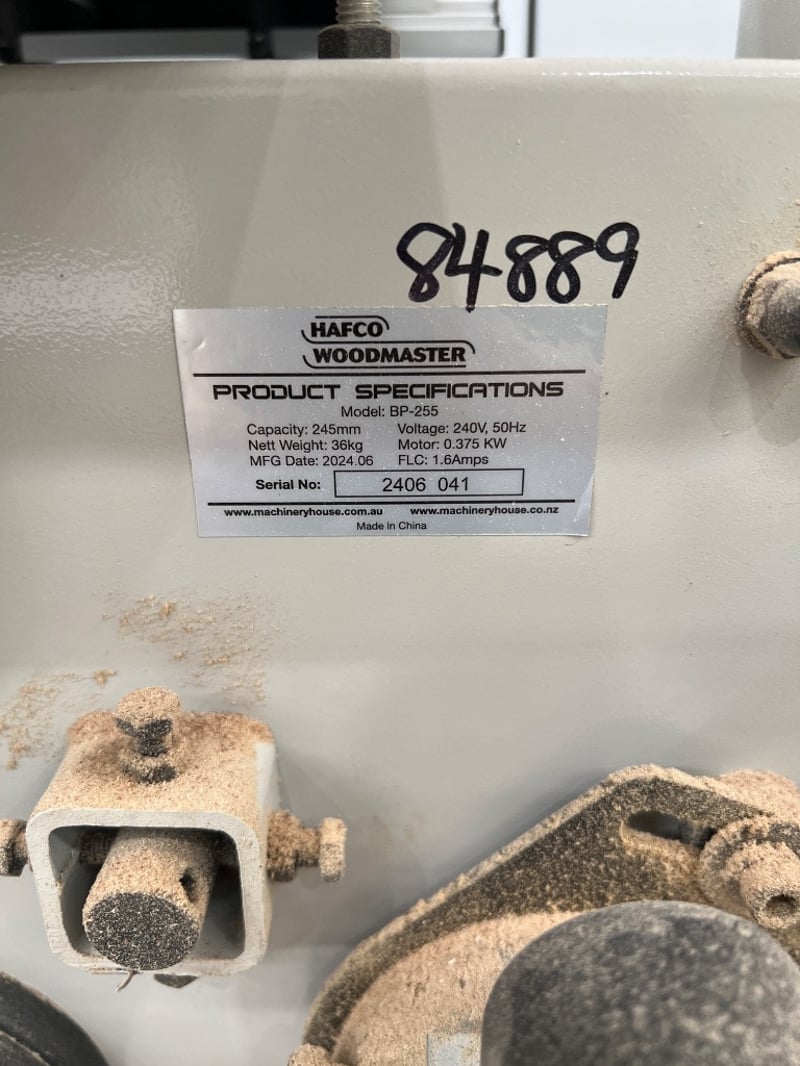 84889
HAFCO
WOODMASTER
PRODUCT SPECIFICATIONS
Model: BP-255
Capacity: 245mm Voltage: 240V, 50Hz
Nett Weight: 36kg Motor: 0.375 KW
MFG Date: 2024.06 FLC: 1.6Amps
Serial No: 2406 041
www.machineryhouse.com.au www.machineryhouse.co.nz
Made in China